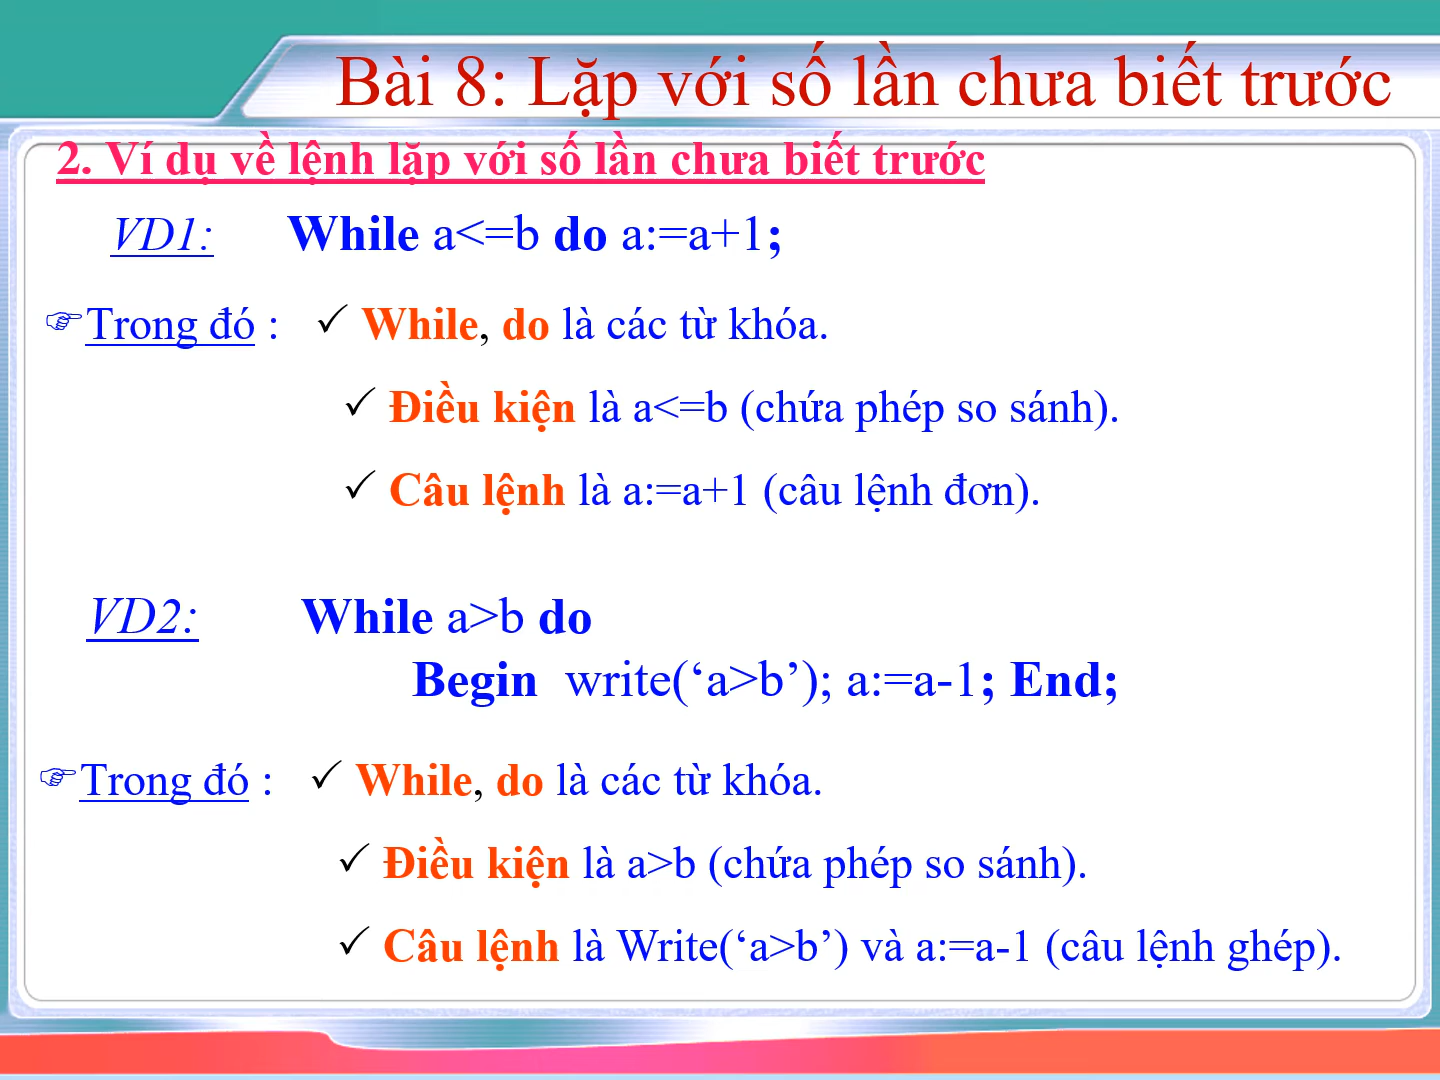 Bài 8: Lặp với số lần chưa biết trước
2. Ví dụ về lệnh lặp với số lần chưa biết trước
VD1: While a<=b do a:=a+1;
☞Trong đó : ✓ While, do là các từ khóa.
✓ Điều kiện là a<=b (chứa phép so sánh).
✓ Câu lệnh là a:=a+1 (câu lệnh đơn).
VD2: While a>b do
Begin write(‘a>b’); a:=a-1; End;
☞Trong đó : ✓ While, do là các từ khóa.
✓ Điều kiện là a>b (chứa phép so sánh).
✓ Câu lệnh là Write(‘a>b’) và a:=a-1 (câu lệnh ghép).